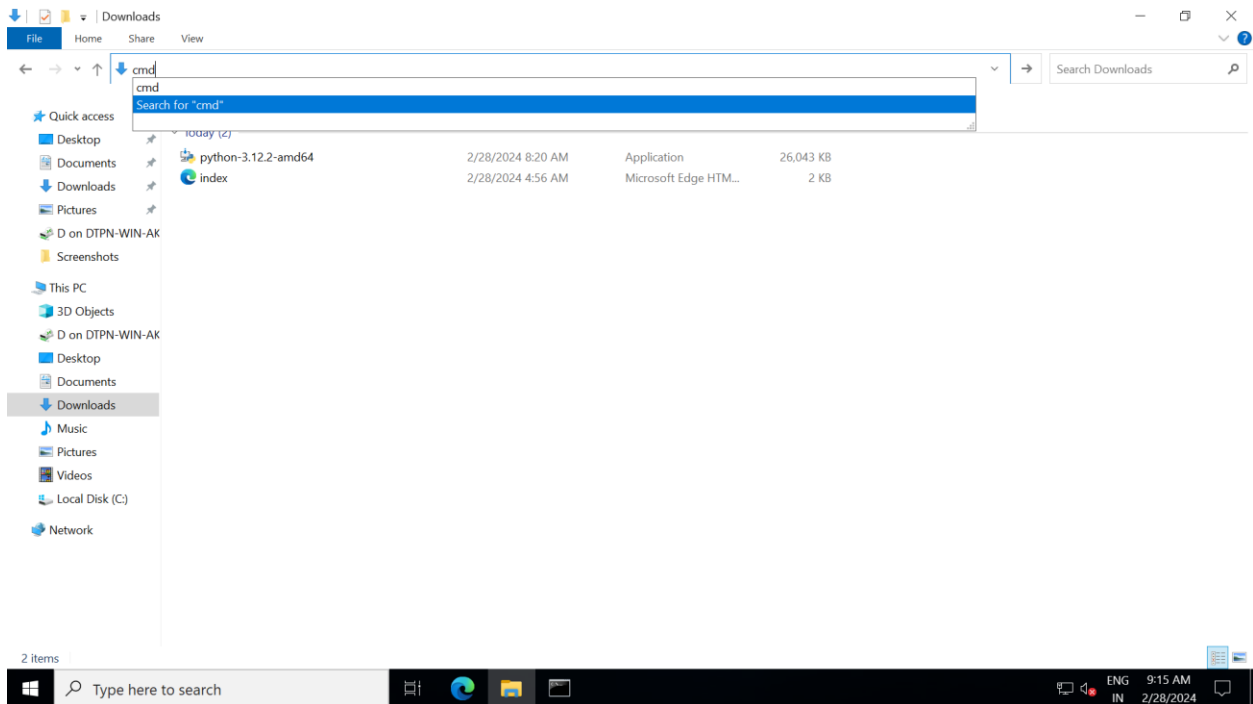 Downloads
File Home Share View
cmd
Search Downloads
cmd
Search for "cmd"
Today (2)
python-3.12.2-amd64 2/28/2024 8:20 AM Application 26,043 KB
index 2/28/2024 4:56 AM Microsoft Edge HTM... 2 KB
Quick access
Desktop
Documents
Downloads
Pictures
D on DTPN-WIN-AK
Screenshots
This PC
3D Objects
D on DTPN-WIN-AK
Desktop
Documents
Downloads
Music
Pictures
Videos
Local Disk (C:)
Network
2 items
Type here to search
ENG 9:15 AM
IN 2/28/2024